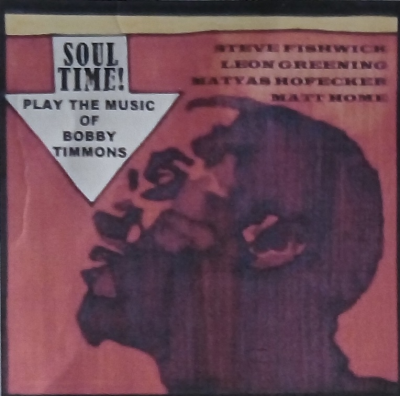 SOUL
TIME!
PLAY THE MUSIC
OF
BOBBY
TIMMONS
STEVE FISHWICK
LEON GREENING
MATYAS HOFECKER
MATT HOME